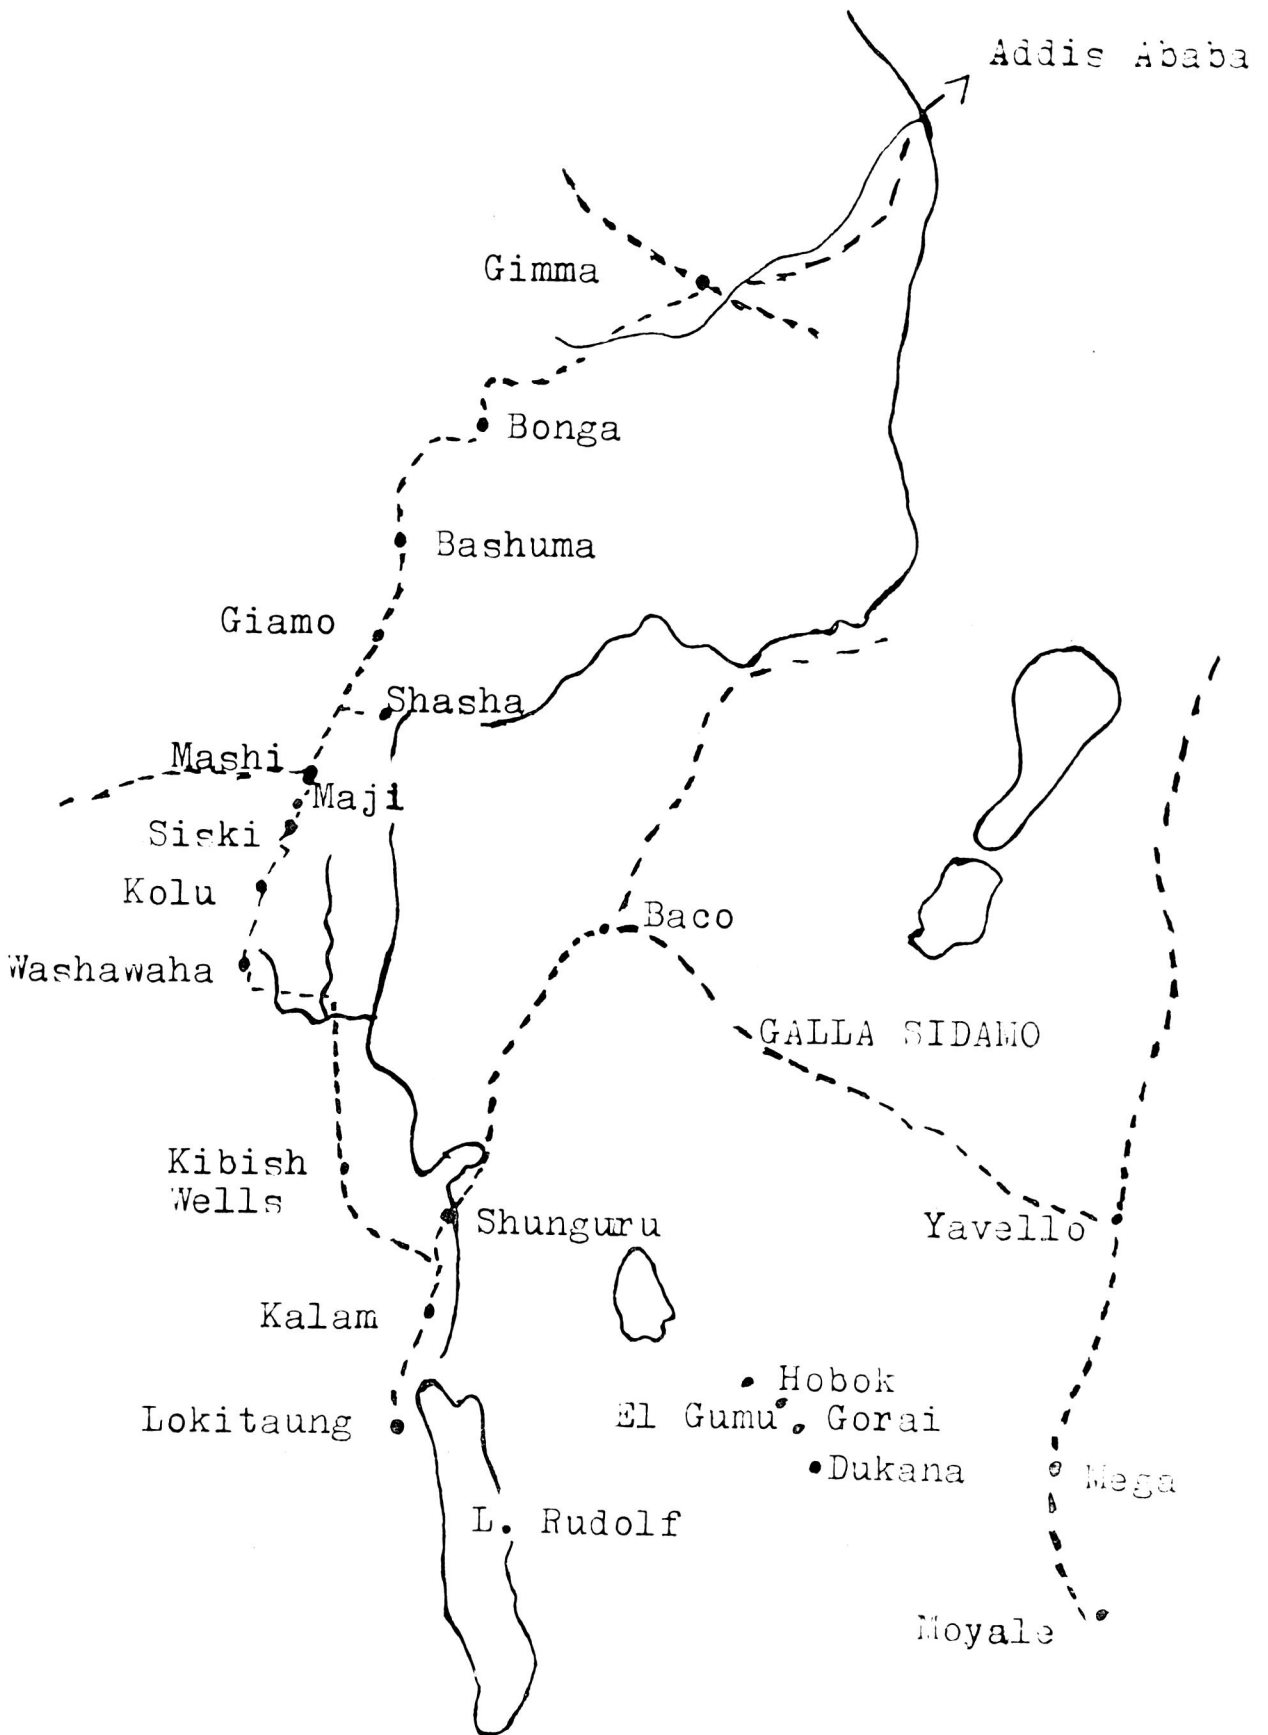 Addis Ababa
Gimma
Bonga
Bashuma
Giamo
Shasha
Mashi
Maji
Siski
Kolu
Baco
Washawaha
GALLA SIDAMO
Kibish
Wells
Shunguru
Yavello
Kalam
Hobok
El Gumu
Gorai
Lokitaung
Dukana
Mega
L. Rudolf
Moyale